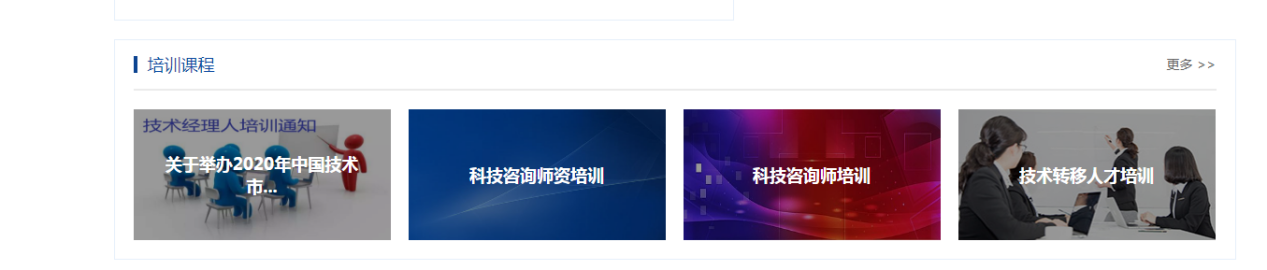 培训课程
更多 >>
技术经理人培训通知
关于举办2020年中国技术
市...
科技咨询师资培训
科技咨询师培训
技术转移人才培训